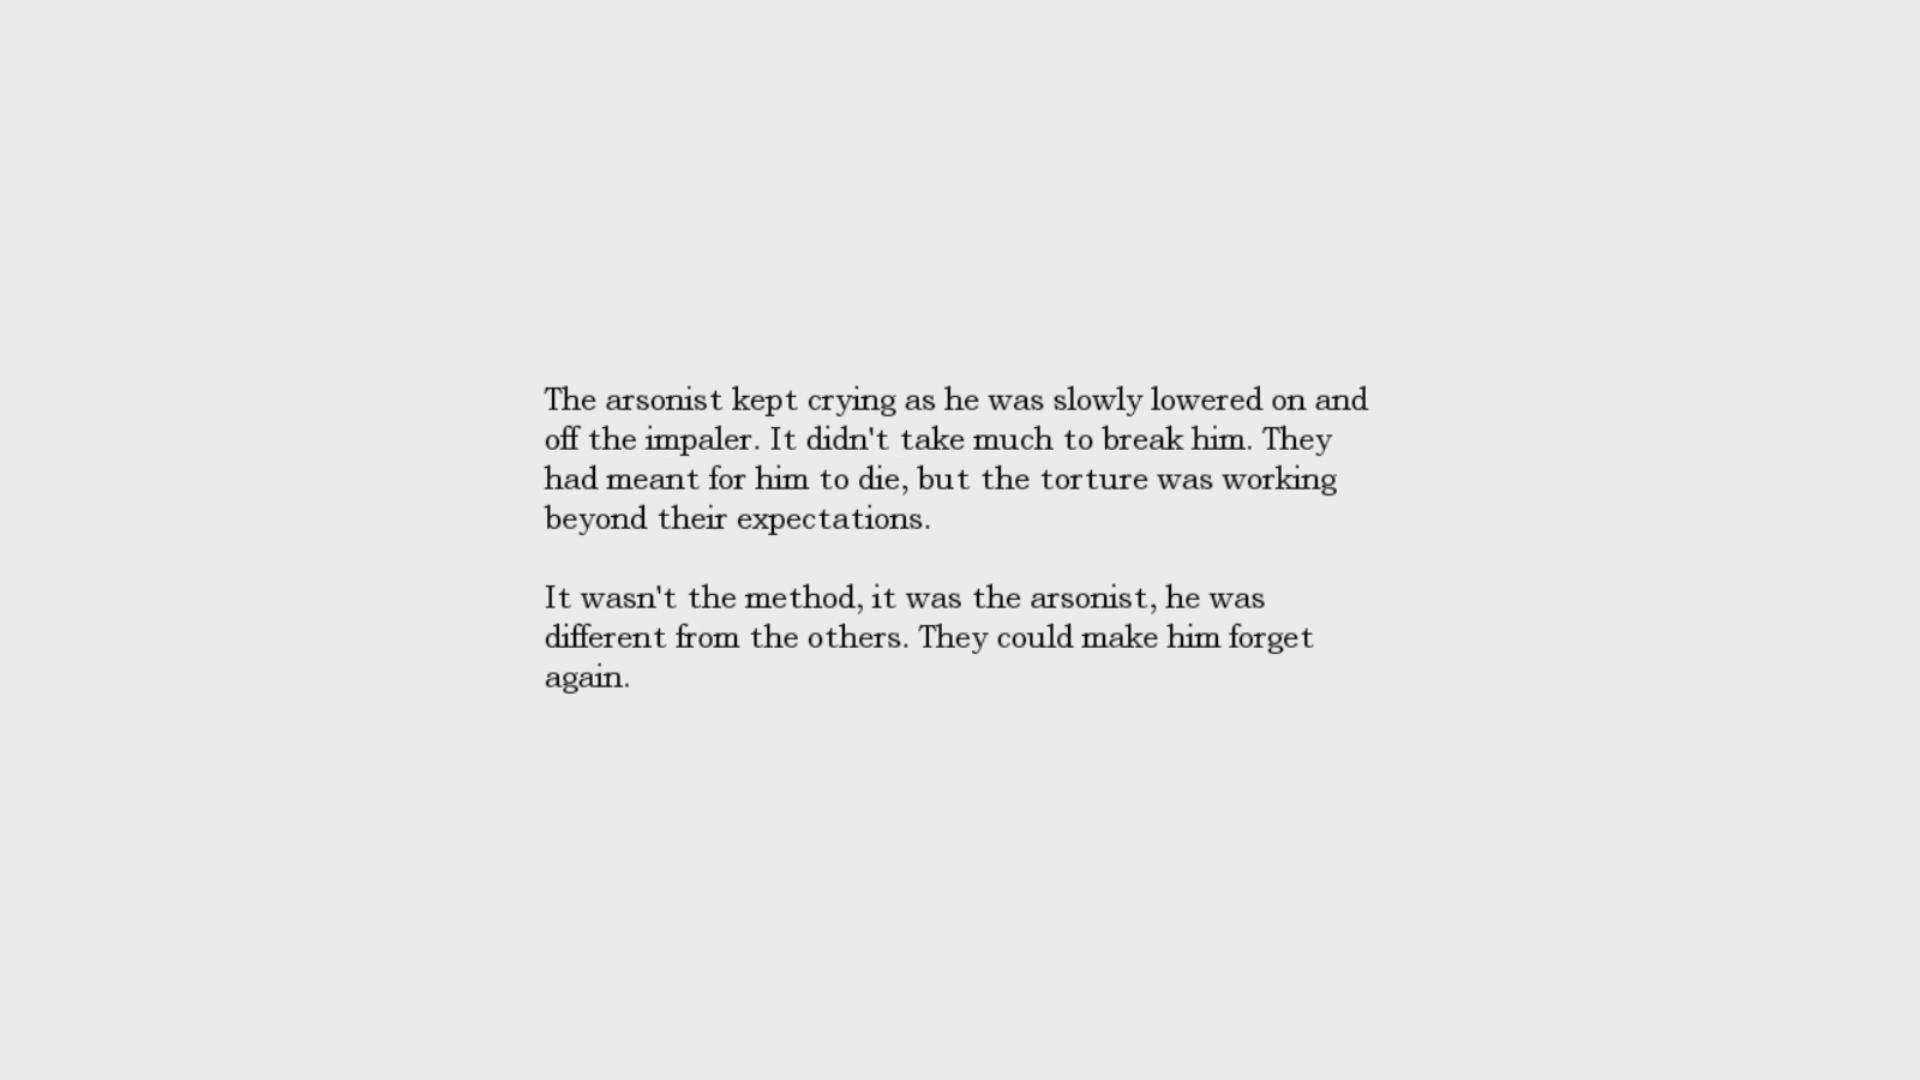 The arsonist kept crying as he was slowly lowered on and
off the impaler. It didn't take much to break him. They
had meant for him to die, but the torture was working
beyond their expectations.
It wasn't the method, it was the arsonist, he was
different from the others. They could make him forget
again.